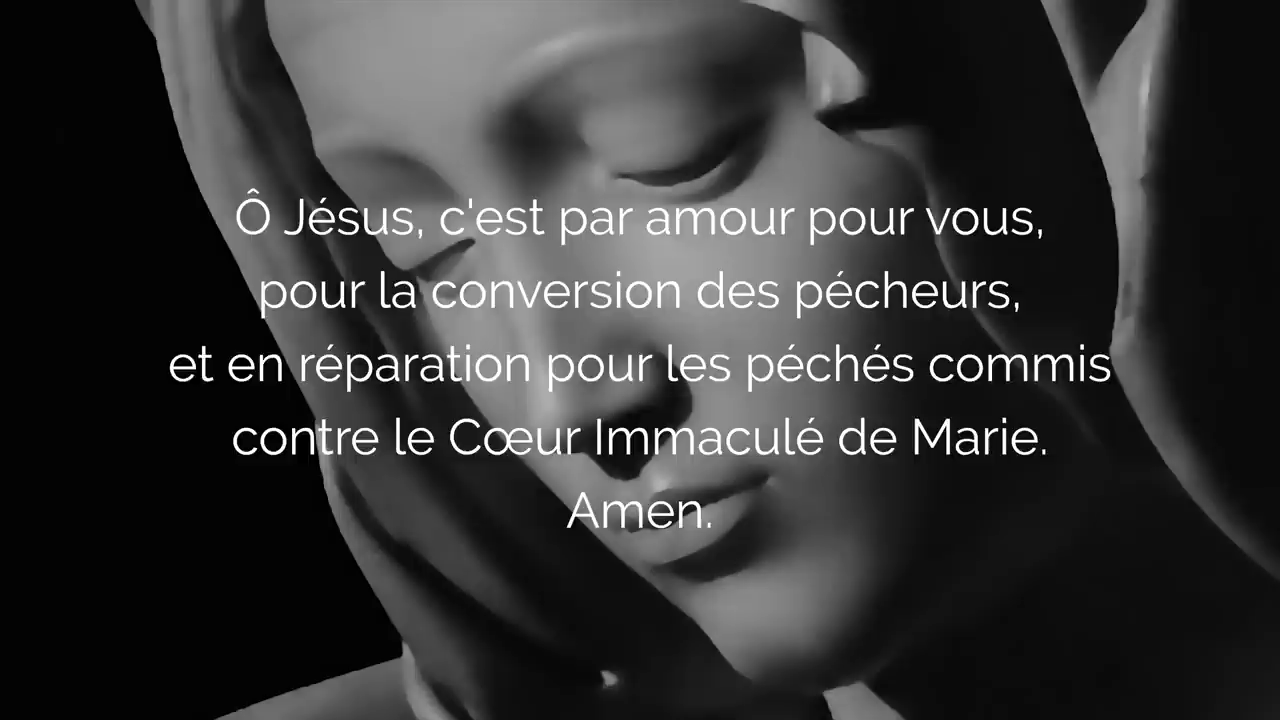 Ô Jésus, c'est par amour pour vous,
pour la conversion des pécheurs,
et en réparation pour les péchés commis
contre le Cœur Immaculé de Marie.
Amen.